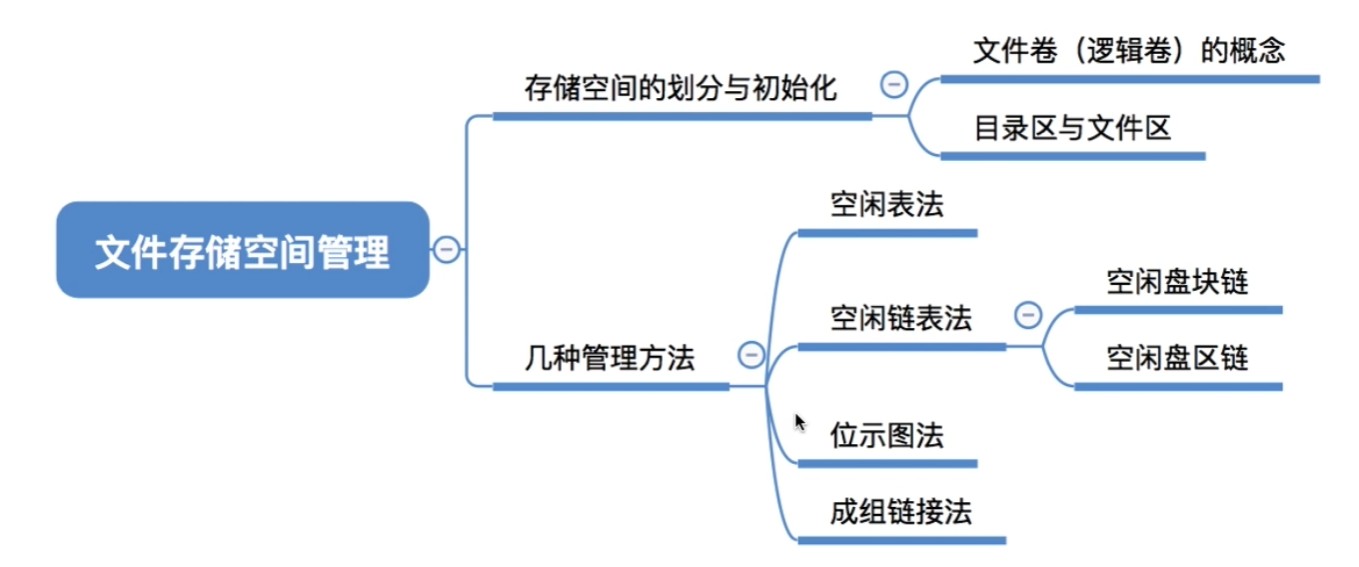 文件存储空间管理
存储空间的划分与初始化
文件卷（逻辑卷）的概念
目录区与文件区
几种管理方法
空闲表法
空闲链表法
空闲盘块链
空闲盘区链
位示图法
成组链接法